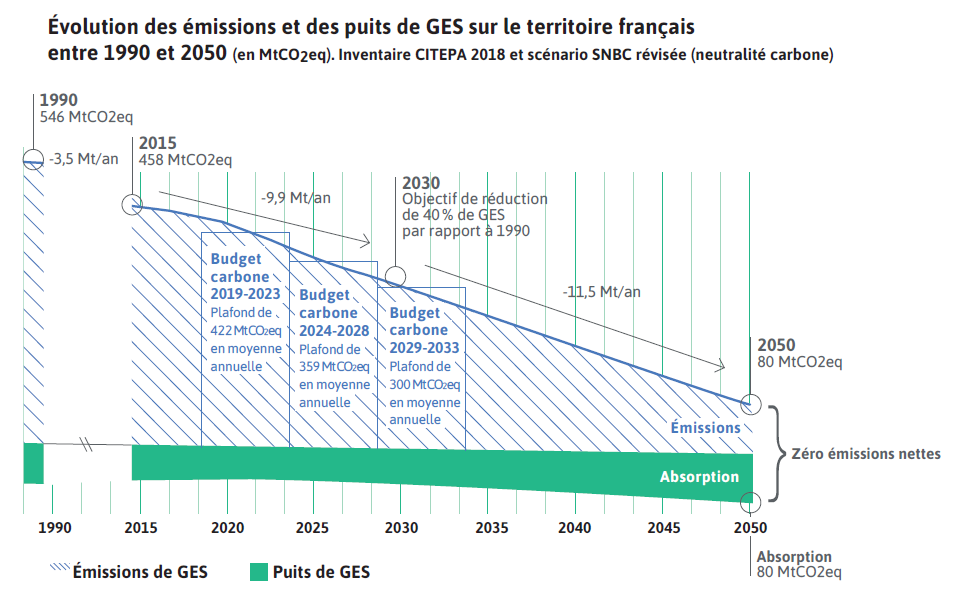 Évolution des émissions et des puits de GES sur le territoire français
entre 1990 et 2050 (en MtCO2eq). Inventaire CITEPA 2018 et scénario SNBC révisée (neutralité carbone)
1990
546 MtCO2eq
-3,5 Mt/an
2015
458 MtCO2eq
-9,9 Mt/an
2030
Objectif de réduction
de 40 % de GES
par rapport à 1990
-11,5 Mt/an
Budget
carbone
2019-2023
Plafond de
422 MtCO2eq
en moyenne
annuelle
Budget
carbone
2024-2028
Plafond de
359 MtCO2eq
en moyenne
annuelle
Budget
carbone
2029-2033
Plafond de
300 MtCO2eq
en moyenne
annuelle
2050
80 MtCO2eq
Émissions
Zéro émissions nettes
Absorption
1990 2015 2020 2025 2030 2035 2040 2045 2050
Absorption
80 MtCO2eq
Émissions de GES
Puits de GES